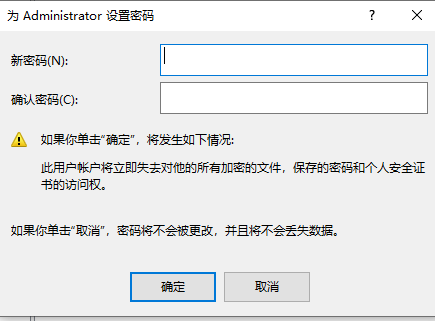 为 Administrator 设置密码
新密码(N):
确认密码(C):
如果你单击“确定”，将发生如下情况:
此用户帐户将立即失去对他的所有加密的文件，保存的密码和个人安全证
书的访问权。
如果你单击“取消”，密码将不会被更改，并且将不会丢失数据。
确定 取消